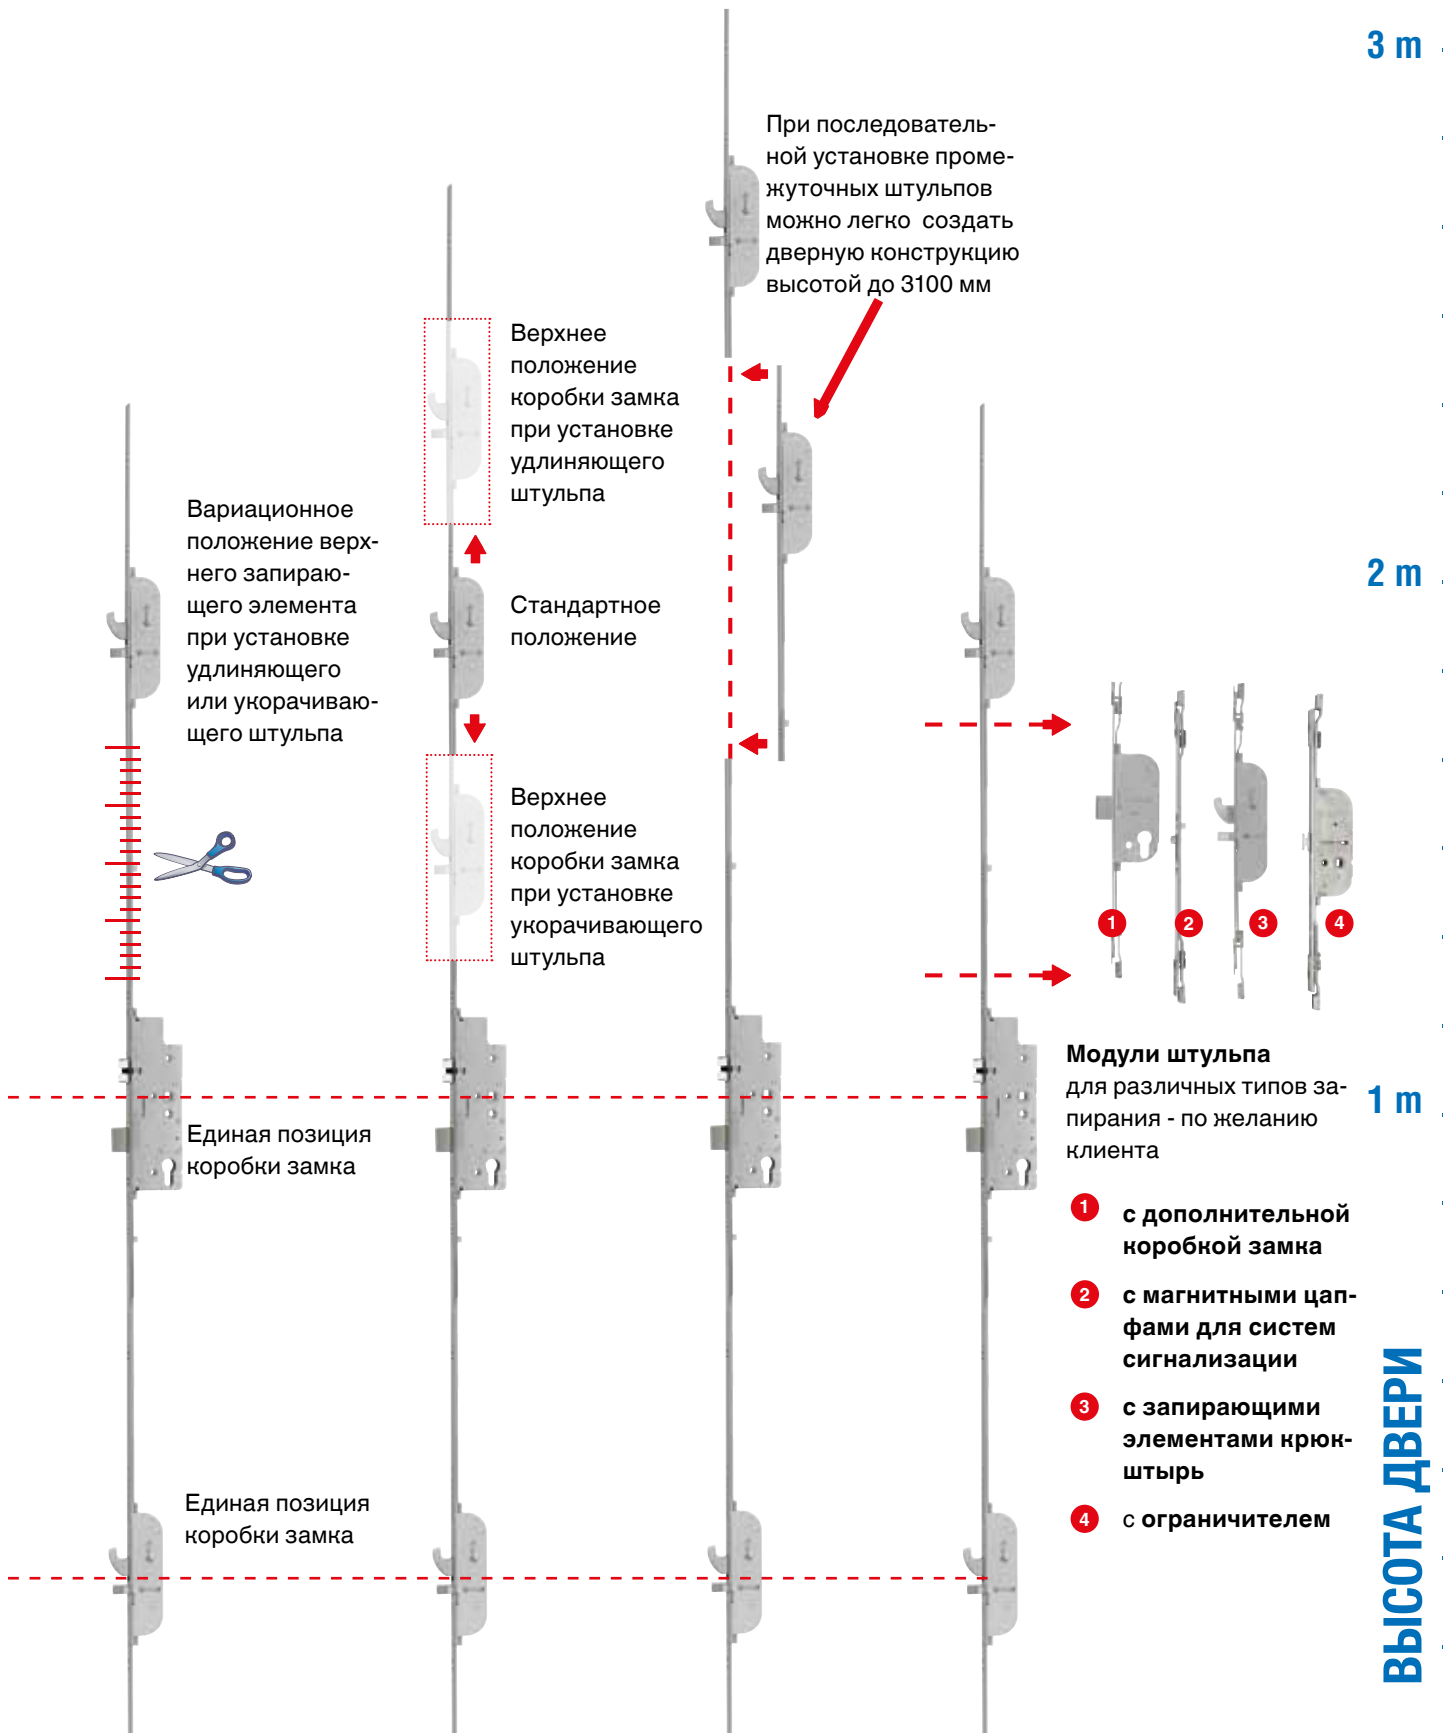 3 m
При последователь-
ной установке проме-
жуточных штульпов
можно легко создать
дверную конструкцию
высотой до 3100 мм
Верхнее
положение
коробки замка
при установке
удлиняющего
штульпа
Вариационное
положение верх-
него запираю-
щего элемента
при установке
удлиняющего
или укорачиваю-
щего штульпа
2 m
Стандартное
положение
Верхнее
положение
коробки замка
при установке
укорачивающего
штульпа
1
2
3
4
Модули штульпа
для различных типов за-
пирания - по желанию
клиента
1 m
Единая позиция
коробки замка
1 с дополнительной
коробкой замка
2 с магнитными цап-
фами для систем
сигнализации
3 с запирающими
элементами крюк-
штырь
4 с ограничителем
Единая позиция
коробки замка
ВЫСОТА ДВЕРИ